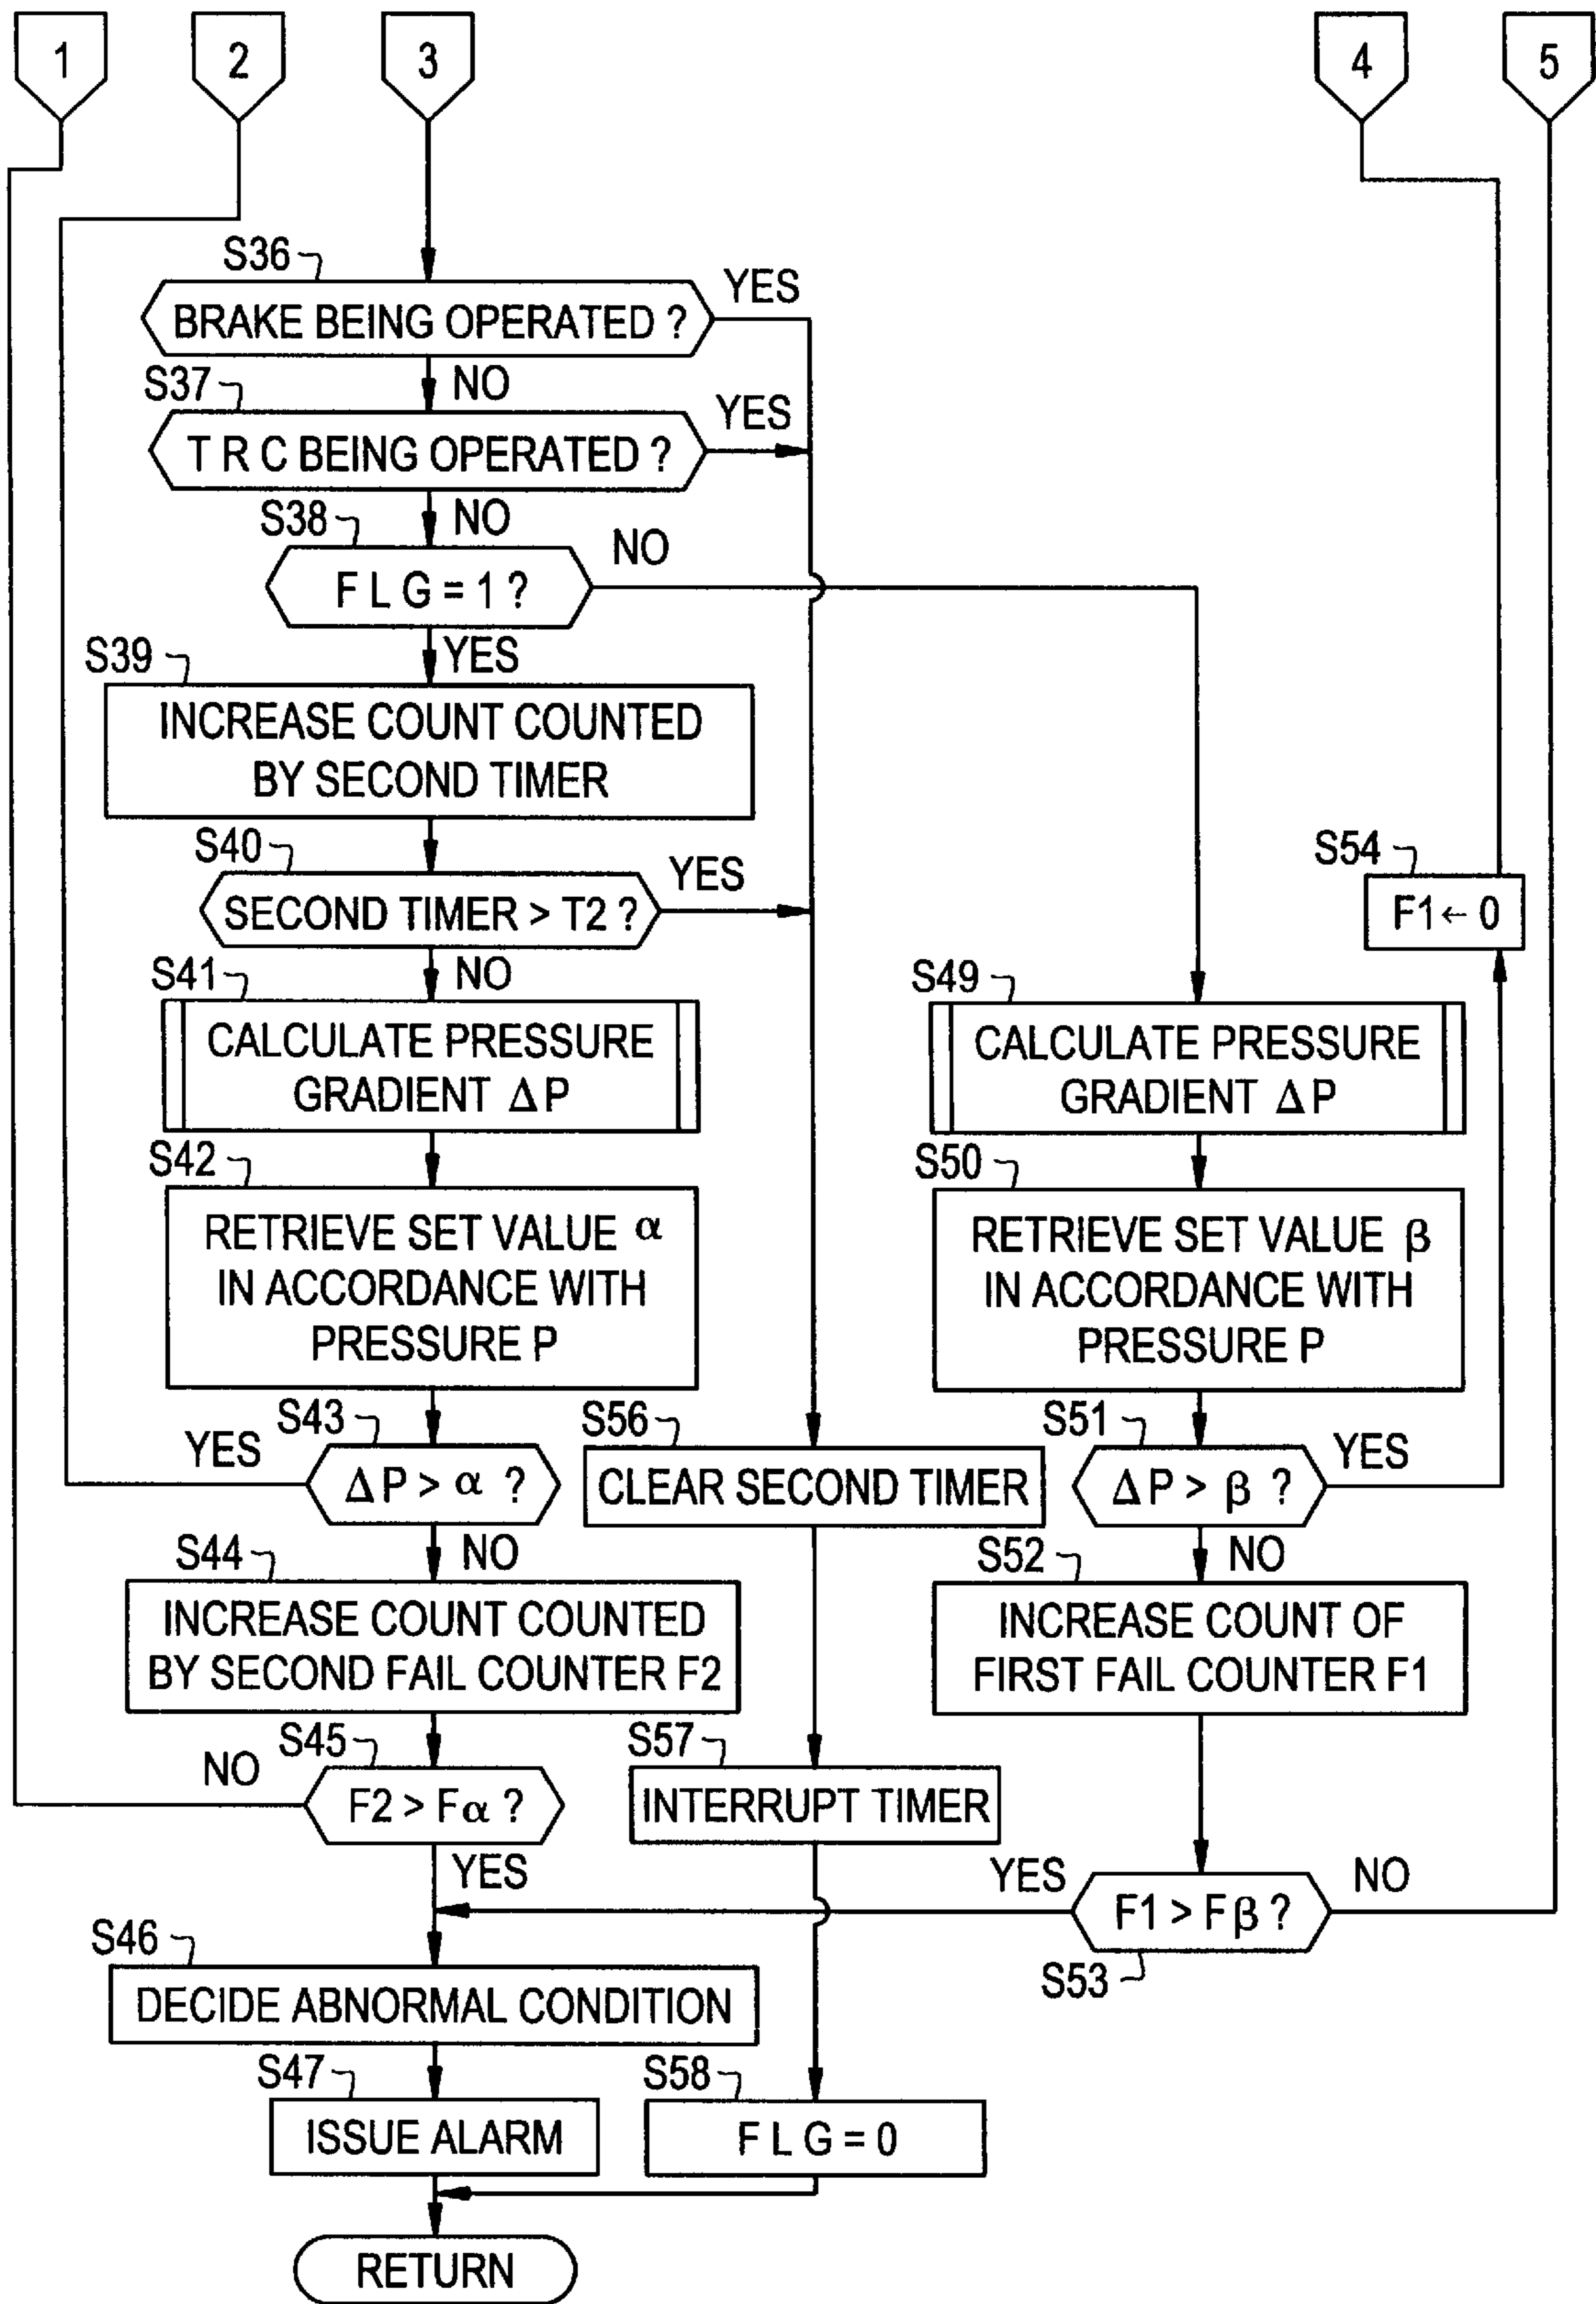 1
2
3
4
5
S36
BRAKE BEING OPERATED ?
YES
NO
S37
T R C BEING OPERATED ?
YES
NO
S38
F L G = 1 ?
NO
YES
S39
INCREASE COUNT COUNTED
BY SECOND TIMER
S40
SECOND TIMER > T2 ?
YES
NO
S41
CALCULATE PRESSURE
GRADIENT Δ P
S42
RETRIEVE SET VALUE α
IN ACCORDANCE WITH
PRESSURE P
S43
Δ P > α ?
YES
NO
S44
INCREASE COUNT COUNTED
BY SECOND FAIL COUNTER F2
S45
F2 > Fα ?
NO
YES
S46
DECIDE ABNORMAL CONDITION
S47
ISSUE ALARM
RETURN
S56
CLEAR SECOND TIMER
S57
INTERRUPT TIMER
S58
F L G = 0
S49
CALCULATE PRESSURE
GRADIENT Δ P
S50
RETRIEVE SET VALUE β
IN ACCORDANCE WITH
PRESSURE P
S51
Δ P > β ?
YES
NO
S52
INCREASE COUNT OF
FIRST FAIL COUNTER F1
YES
F1 > Fβ ?
NO
S53
S54
F1 ← 0